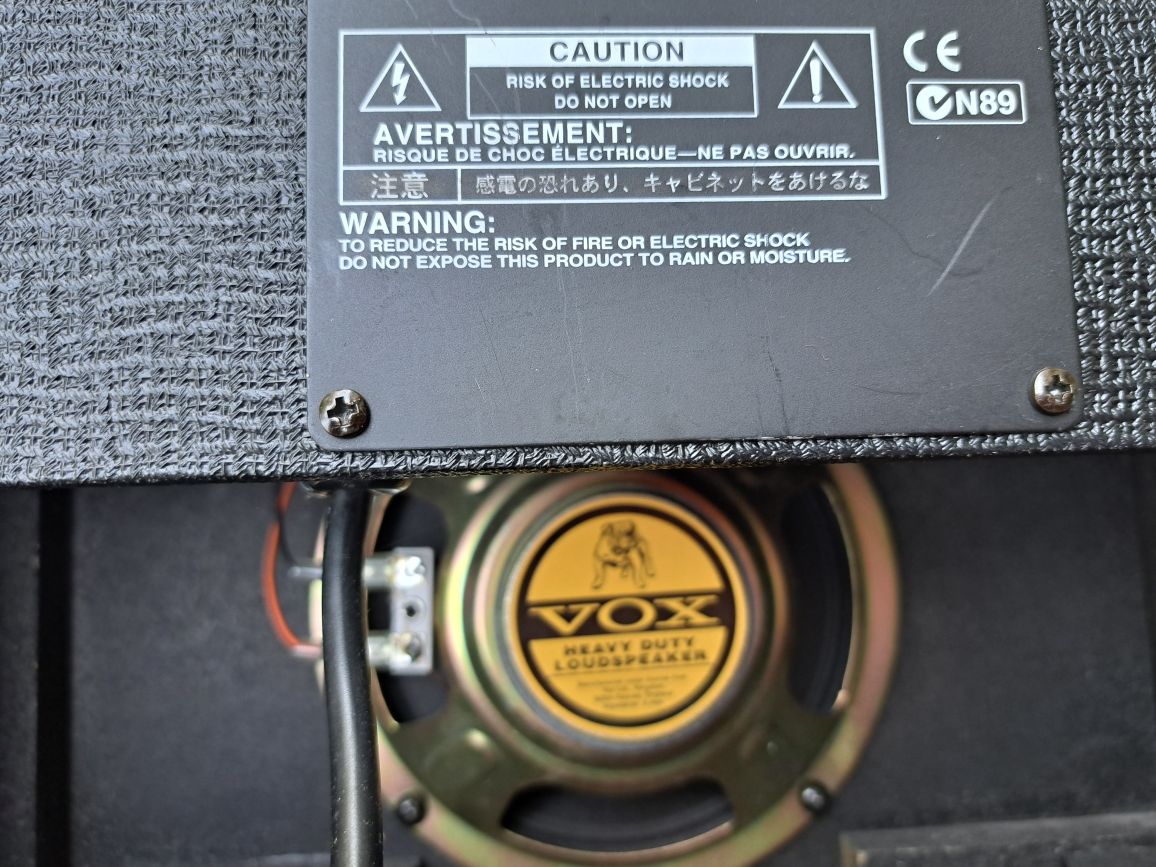 CAUTION
RISK OF ELECTRIC SHOCK
DO NOT OPEN
AVERTISSEMENT:
RISQUE DE CHOC ÉLECTRIQUE—NE PAS OUVRIR.
注意 感電の恐れあり、キャビネットをあけるな
WARNING:
TO REDUCE THE RISK OF FIRE OR ELECTRIC SHOCK
DO NOT EXPOSE THIS PRODUCT TO RAIN OR MOISTURE.
CE
N89
VOX
HEAVY DUTY
LOUDSPEAKER